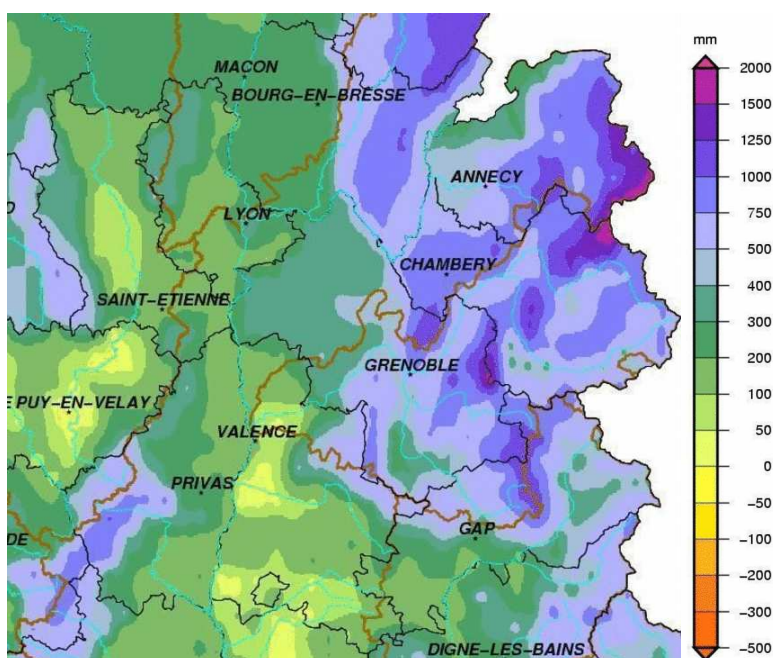 mm
MACON
BOURG-EN-BRESSE
ANNECY
LYON
CHAMBERY
SAINT-ETIENNE
GRENOBLE
E PUY-EN-VELAY
VALENCE
PRIVAS
GAP
DE
DIGNE-LES-BAINS
2000
1500
1250
1000
750
500
400
300
200
100
50
0
-50
-100
-200
-300
-500